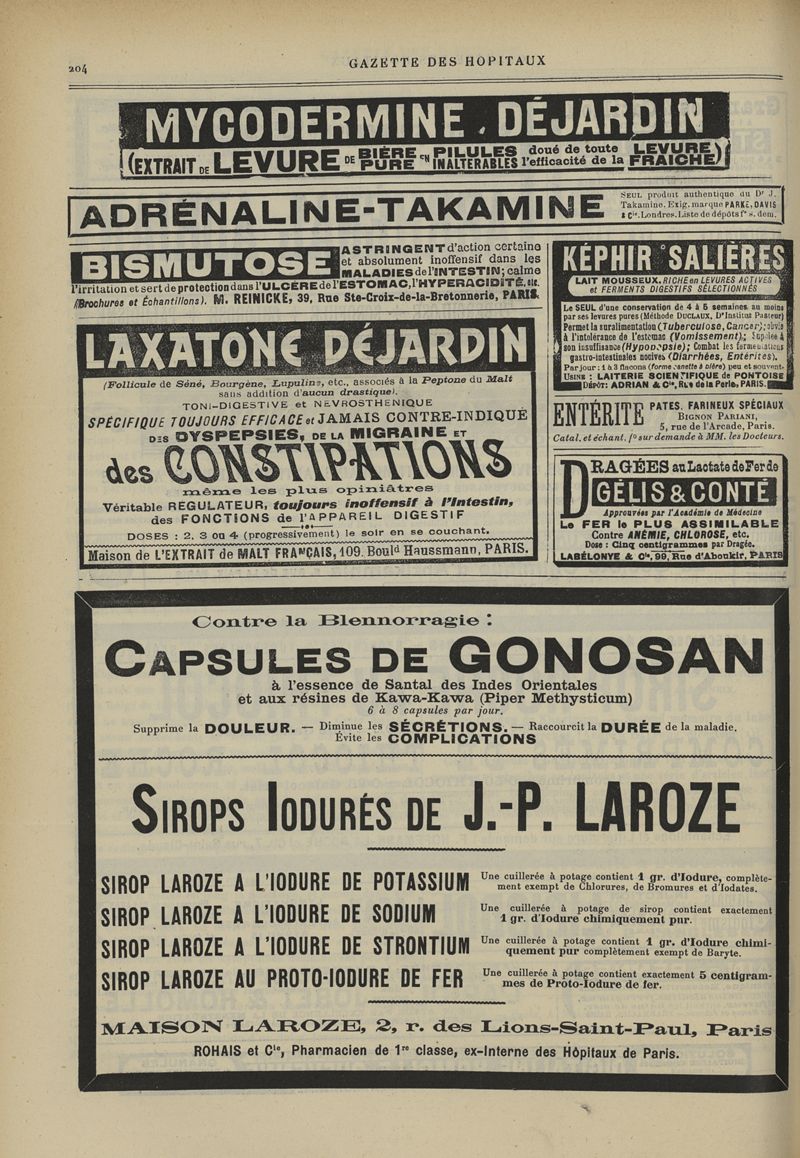 204
GAZETTE DES HOPITAUX
MYCODERMINE DÉJARDIN
(EXTRAIT DE LEVURE DE BIÈRE PURE EN PILULES INALTÉRABLES doué de toute l'efficacité de la LEVURE FRAICHE)
ADRÉNALINE-TAKAMINE
SEUL produit authentique du Dr J.
Takamine. Exig. marque PARKE, DAVIS
& Cie. Londres. Liste de dépôts fco s. dem.
BISMUTOSE
ASTRINGENT d'action certaine
et absolument inoffensif dans les
MALADIES de l'INTESTIN; calme
l'irritation et sert de protection dans l'ULCÈRE de l'ESTOMAC, l'HYPERACIDITÉ, etc.
(Brochures et Échantillons). M. REINICKE, 39, Rue Ste-Croix-de-la-Bretonnerie, PARIS.
LAXATONE DÉJARDIN
(Follicule de Séné, Bourgène, Lupuline, etc., associés à la Peptone du Malt
sans addition d'aucun drastique).
TONI-DIGESTIVE et NEVROSTHENIQUE
SPÉCIFIQUE TOUJOURS EFFICACE et JAMAIS CONTRE-INDIQUÉ
DES DYSPEPSIES, DE LA MIGRAINE ET
des CONSTIPATIONS
même les plus opiniâtres
Véritable REGULATEUR, toujours inoffensif à l'Intestin,
des FONCTIONS de l'APPAREIL DIGESTIF
DOSES : 2, 3 ou 4 (progressivement) le soir en se couchant.
Maison de L'EXTRAIT de MALT FRANÇAIS, 109, Bould Haussmann, PARIS.
KÉPHIR SALIÈRES
LAIT MOUSSEUX. RICHE en LEVURES ACTIVES
et FERMENTS DIGESTIFS SÉLECTIONNÉS
Le SEUL d'une conservation de 4 à 5 semaines au moins
par ses levures pures (Méthode DUCLAUX, Dr Institut Pasteur)
Permet la suralimentation (Tuberculose, Cancer); obvie
à l'intolérance de l'estomac (Vomissement); Supplée à
son insuffisance (Hypopepsie); Combat les fermentations
gastro-intestinales nocives (Diarrhées, Entérites).
Par jour : 1 à 3 flacons (forme canette à bière) peu et souvent.
USINE : LAITERIE SCIENTIFIQUE de PONTOISE
DÉPÔT: ADRIAN & Cie, Rue de la Perle, PARIS.
ENTÉRITE
PATES, FARINEUX SPÉCIAUX
BIGNON PARIANI,
5, rue de l'Arcade, Paris.
Catal. et échant. fo sur demande à MM. les Docteurs.
DRAGÉES au Lactate de Fer de
GÉLIS & CONTÉ
Approuvées par l'Académie de Médecine
Le FER le PLUS ASSIMILABLE
Contre ANÉMIE, CHLOROSE, etc.
Dose : Cinq centigrammes par Dragée.
LABÉLONYE & Cie, 99, Rue d'Aboukir, PARIS
Contre la Blennorragie :
CAPSULES DE GONOSAN
à l'essence de Santal des Indes Orientales
et aux résines de Kawa-Kawa (Piper Methysticum)
6 à 8 capsules par jour.
Supprime la DOULEUR. — Diminue les SÉCRÉTIONS. — Raccourcit la DURÉE de la maladie.
Évite les COMPLICATIONS
SIROPS IODURÉS DE J.-P. LAROZE
SIROP LAROZE A L'IODURE DE POTASSIUM
Une cuillerée à potage contient 1 gr. d'Iodure, complète-
ment exempt de Chlorures, de Bromures et d'Iodates.
SIROP LAROZE A L'IODURE DE SODIUM
Une cuillerée à potage de sirop contient exactement
1 gr. d'Iodure chimiquement pur.
SIROP LAROZE A L'IODURE DE STRONTIUM
Une cuillerée à potage contient 1 gr. d'Iodure chimi-
quement pur complètement exempt de Baryte.
SIROP LAROZE AU PROTO-IODURE DE FER
Une cuillerée à potage contient exactement 5 centigram-
mes de Proto-Iodure de fer.
MAISON LAROZE, 2, r. des Lions-Saint-Paul, Paris
ROHAIS et Cie, Pharmacien de 1re classe, ex-Interne des Hôpitaux de Paris.